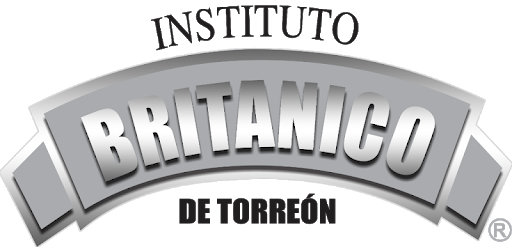 INSTITUTO
BRITANICO
DE TORREÓN
®